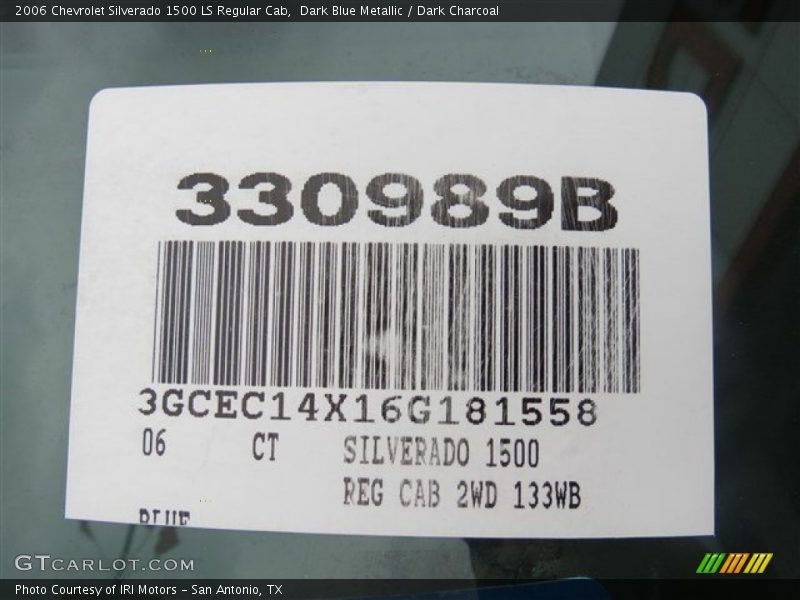 2006 Chevrolet Silverado 1500 LS Regular Cab,  Dark Blue Metallic / Dark Charcoal
330989B
3GCEC14X16G181558
06 CT SILVERADO 1500
REG CAB 2WD 133WB
BLUE
GTCARLOT.COM
Photo Courtesy of IRI Motors - San Antonio, TX